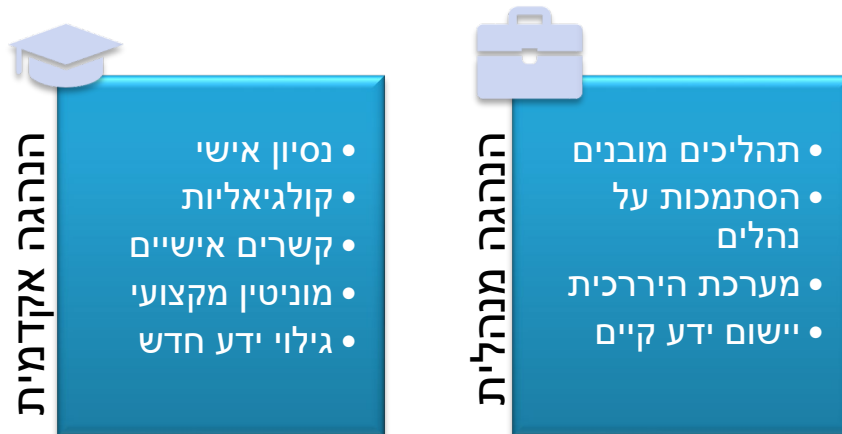 הנהגה מנהלית
• תהליכים מובנים
• הסתמכות על
נהלים
• מערכת היררכית
• יישום ידע קיים
הנהגה אקדמית
• נסיון אישי
• קולגיאליות
• קשרים אישיים
• מוניטין מקצועי
• גילוי ידע חדש